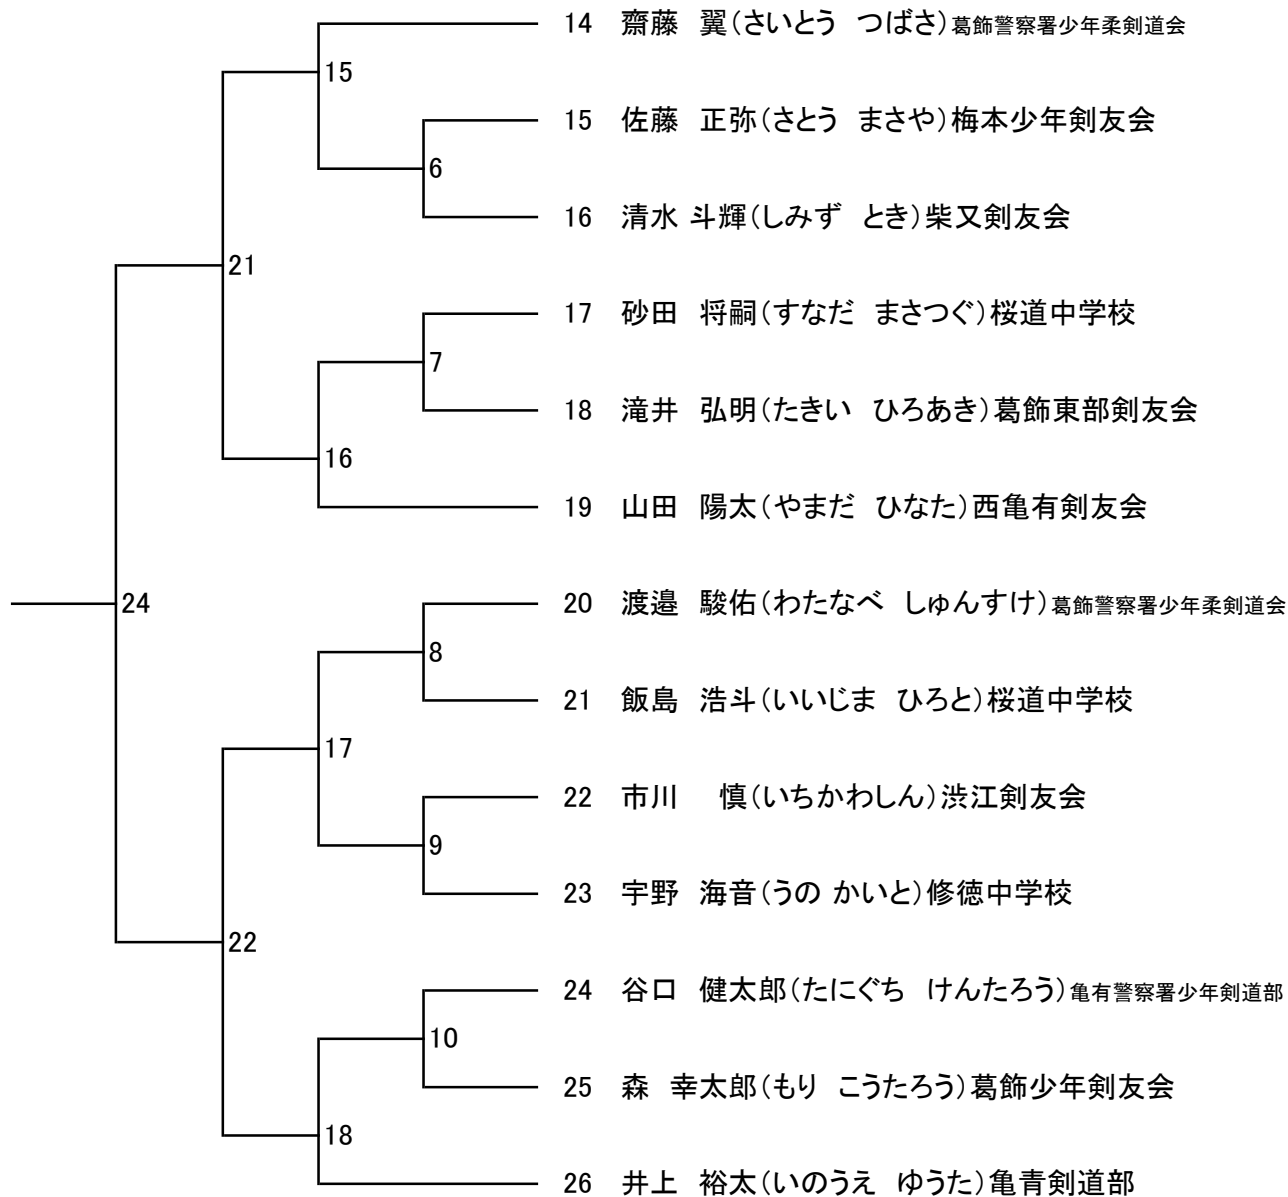 14 齋藤 翼(さいとう つばさ)葛飾警察署少年柔剣道会
15
15 佐藤 正弥(さとう まさや)梅本少年剣友会
6
16 清水 斗輝(しみず とき)柴又剣友会
21
17 砂田 将嗣(すなだ まさつぐ)桜道中学校
7
18 滝井 弘明(たきい ひろあき)葛飾東部剣友会
16
19 山田 陽太(やまだ ひなた)西亀有剣友会
24
20 渡邉 駿佑(わたなべ しゅんすけ)葛飾警察署少年柔剣道会
8
21 飯島 浩斗(いいじま ひろと)桜道中学校
17
22 市川 慎(いちかわしん)渋江剣友会
9
23 宇野 海音(うの かいと)修徳中学校
22
24 谷口 健太郎(たにぐち けんたろう)亀有警察署少年剣道部
10
25 森 幸太郎(もり こうたろう)葛飾少年剣友会
18
26 井上 裕太(いのうえ ゆうた)亀青剣道部